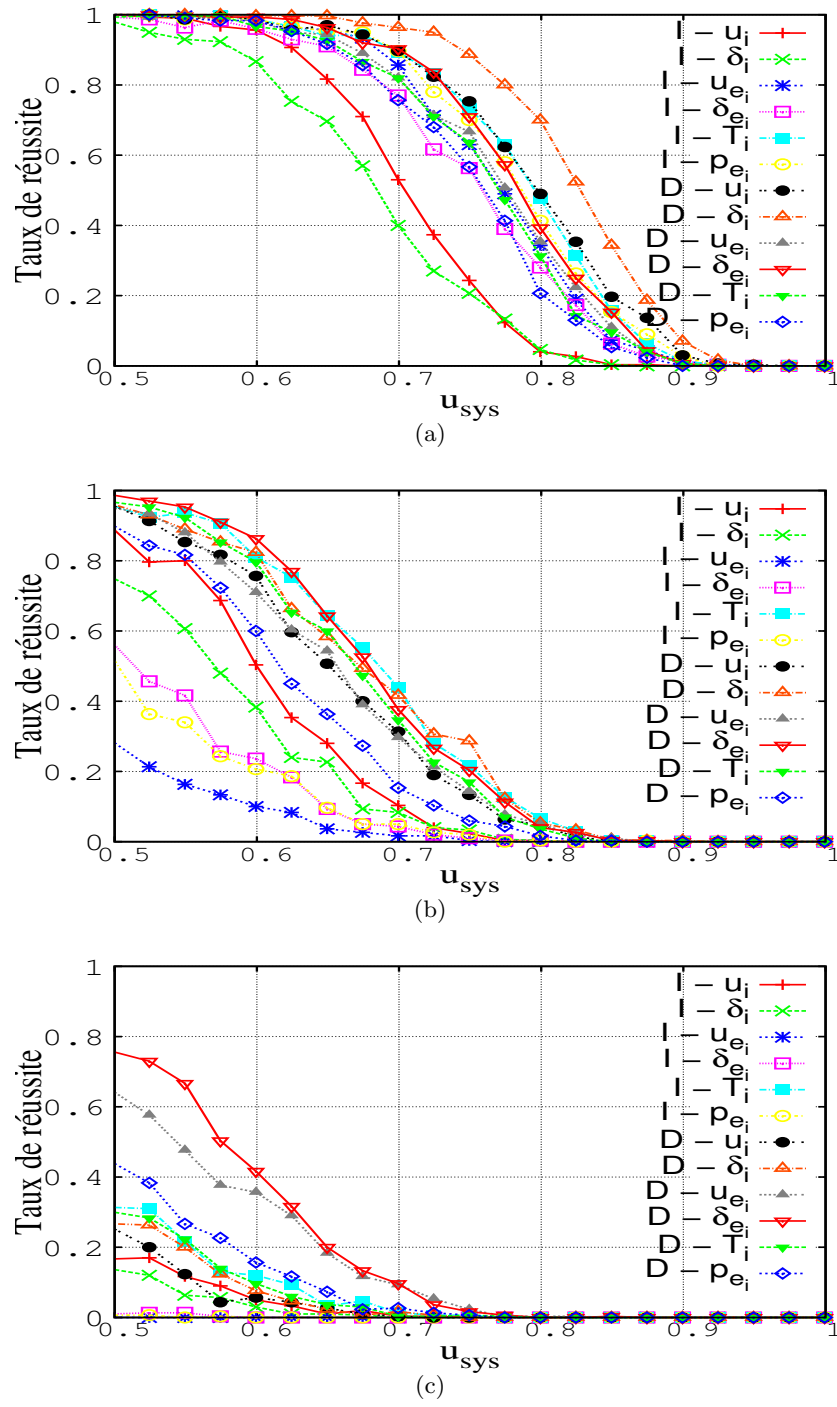 Taux de réussite
1
0.8
0.6
0.4
0.2
0
0.5 0.6 0.7 0.8 0.9 1
u_sys
I – u_i
I – δ_i
I – u_{e_i}
I – δ_{e_i}
I – T_i
I – p_{e_i}
D – u_i
D – δ_i
D – u_{e_i}
D – δ_{e_i}
D – T_i
D – p_{e_i}
(a)
Taux de réussite
1
0.8
0.6
0.4
0.2
0
0.5 0.6 0.7 0.8 0.9 1
u_sys
I – u_i
I – δ_i
I – u_{e_i}
I – δ_{e_i}
I – T_i
I – p_{e_i}
D – u_i
D – δ_i
D – u_{e_i}
D – δ_{e_i}
D – T_i
D – p_{e_i}
(b)
Taux de réussite
1
0.8
0.6
0.4
0.2
0
0.5 0.6 0.7 0.8 0.9 1
u_sys
I – u_i
I – δ_i
I – u_{e_i}
I – δ_{e_i}
I – T_i
I – p_{e_i}
D – u_i
D – δ_i
D – u_{e_i}
D – δ_{e_i}
D – T_i
D – p_{e_i}
(c)